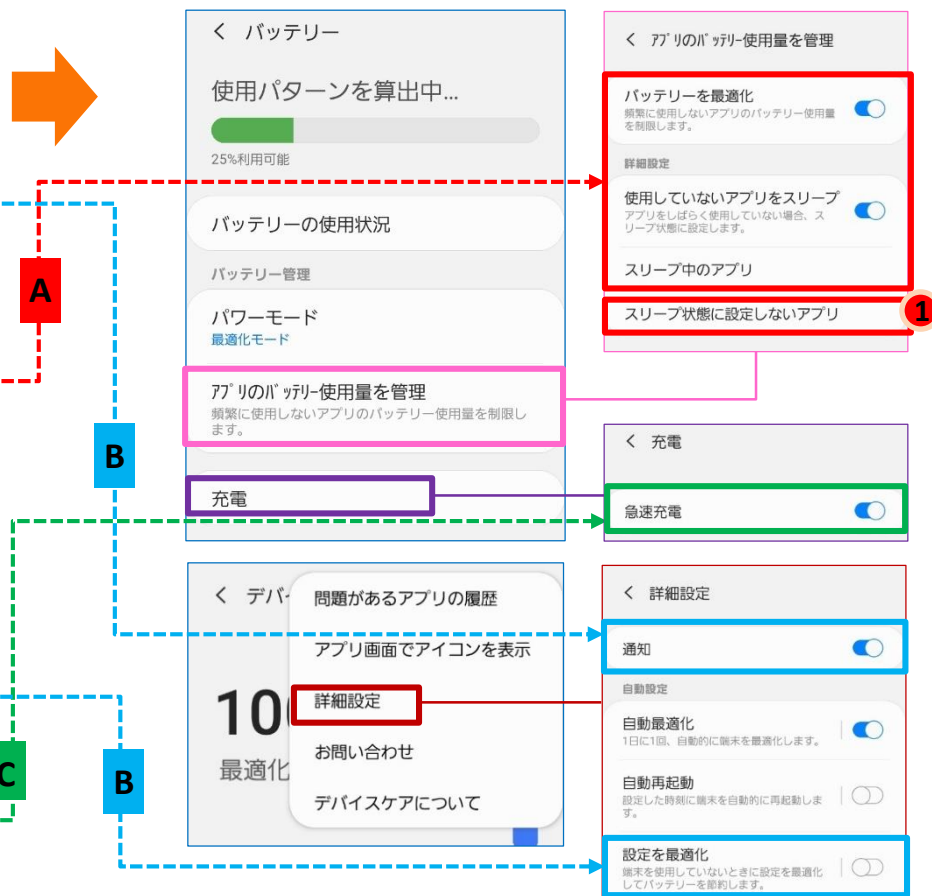 バッテリー
使用パターンを算出中...
25%利用可能
バッテリーの使用状況
バッテリー管理
パワーモード
最適化モード
ｱﾌﾟﾘのﾊﾞｯﾃﾘｰ使用量を管理
頻繁に使用しないアプリのバッテリー使用量を制限し
ます。
充電
A
B
C
B
ｱﾌﾟﾘのﾊﾞｯﾃﾘｰ使用量を管理
バッテリーを最適化
頻繁に使用しないアプリのバッテリー使用量
を制限します。
詳細設定
使用していないアプリをスリープ
アプリをしばらく使用していない場合、ス
リープ状態に設定します。
スリープ中のアプリ
スリープ状態に設定しないアプリ
1
充電
急速充電
デバイ
問題があるアプリの履歴
アプリ画面でアイコンを表示
詳細設定
お問い合わせ
デバイスケアについて
10
最適化
詳細設定
通知
自動設定
自動最適化
1日に1回、自動的に端末を最適化します。
自動再起動
設定した時刻に端末を自動的に再起動しま
す。
設定を最適化
端末を使用していないときに設定を最適化
してバッテリーを節約します。